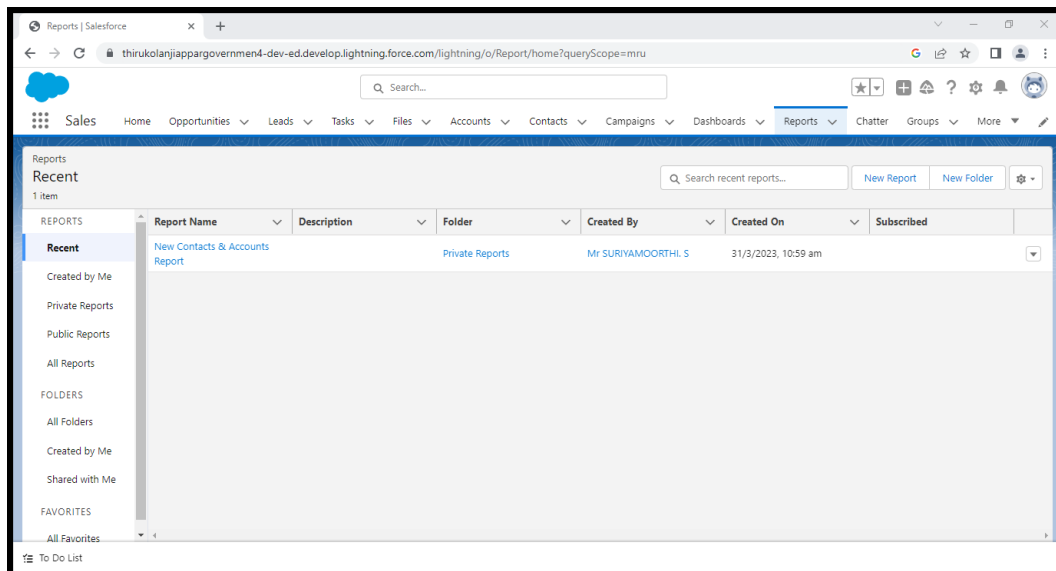 Reports | Salesforce
thirukolanjiappargovernmen4-dev-ed.develop.lightning.force.com/lightning/o/Report/home?queryScope=mru
Search...
Sales Home Opportunities Leads Tasks Files Accounts Contacts Campaigns Dashboards Reports Chatter Groups More
Reports
Recent
1 item
Search recent reports... New Report New Folder
REPORTS
Recent
Created by Me
Private Reports
Public Reports
All Reports
FOLDERS
All Folders
Created by Me
Shared with Me
FAVORITES
All Favorites
Report Name Description Folder Created By Created On Subscribed
New Contacts & Accounts
Report
Private Reports Mr SURIYAMOORTHI. S 31/3/2023, 10:59 am
To Do List